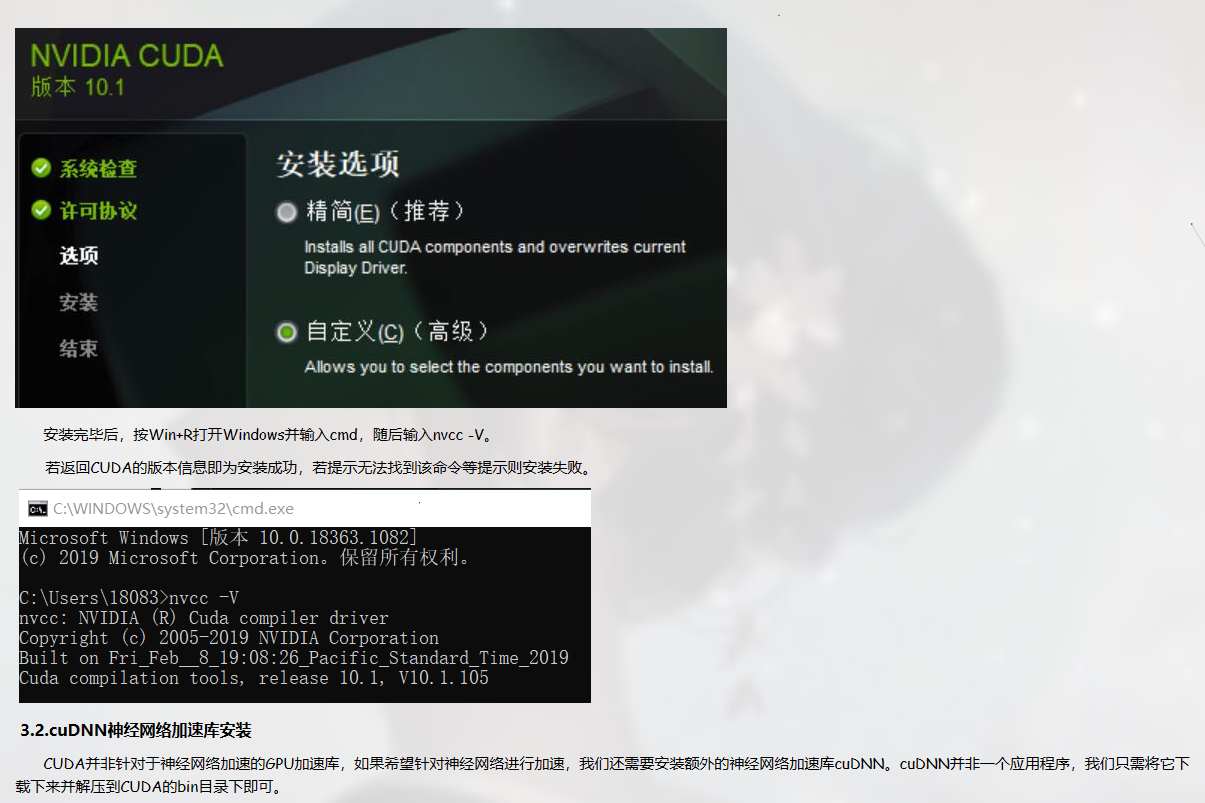 NVIDIA CUDA
版本 10.1
系统检查
许可协议
选项
安装
结束
安装选项
精简(E)（推荐）
Installs all CUDA components and overwrites current
Display Driver.
自定义(C)（高级）
Allows you to select the components you want to install.
安装完毕后，按Win+R打开Windows并输入cmd，随后输入nvcc -V。
若返回CUDA的版本信息即为安装成功，若提示无法找到该命令等提示则安装失败。
C:\WINDOWS\system32\cmd.exe
Microsoft Windows [版本 10.0.18363.1082]
(c) 2019 Microsoft Corporation。保留所有权利。
C:\Users\18083>nvcc -V
nvcc: NVIDIA (R) Cuda compiler driver
Copyright (c) 2005-2019 NVIDIA Corporation
Built on Fri_Feb__8_19:08:26_Pacific_Standard_Time_2019
Cuda compilation tools, release 10.1, V10.1.105
3.2.cuDNN神经网络加速库安装
CUDA并非针对于神经网络加速的GPU加速库，如果希望针对神经网络进行加速，我们还需要安装额外的神经网络加速库cuDNN。cuDNN并非一个应用程序，我们只需将它下
载下来并解压到CUDA的bin目录下即可。